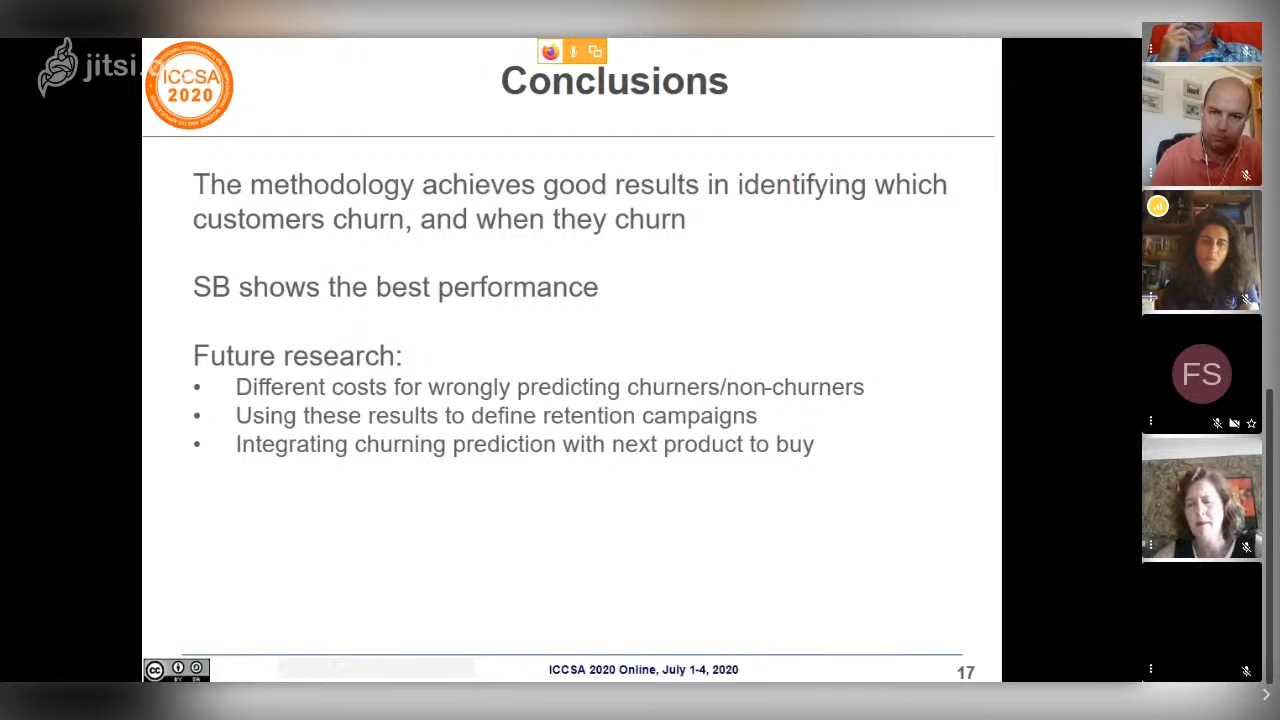 jitsi.
ICCSA
2020
Conclusions
The methodology achieves good results in identifying which
customers churn, and when they churn
SB shows the best performance
Future research:
• Different costs for wrongly predicting churners/non-churners
• Using these results to define retention campaigns
• Integrating churning prediction with next product to buy
FS
cc
BY SA
ICCSA 2020 Online, July 1-4, 2020
17